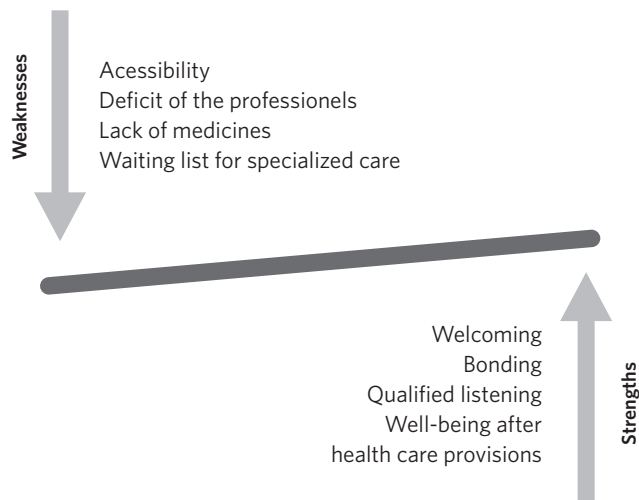 Weaknesses
Acessibility
Deficit of the professionels
Lack of medicines
Waiting list for specialized care
Welcoming
Bonding
Qualified listening
Well-being after
health care provisions
Strengths